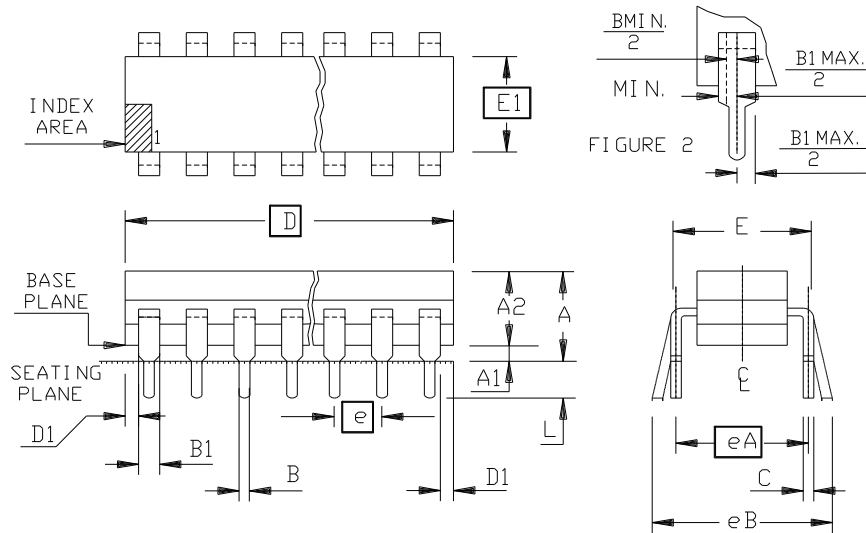 INDEX
AREA
1
E1
D
BMIN.
2
MIN.
B1 MAX.
2
FIGURE 2
B1 MAX.
2
BASE
PLANE
SEATING
PLANE
A2
A
A1
L
D1
B1
B
e
D1
E
℄
eA
C
eB